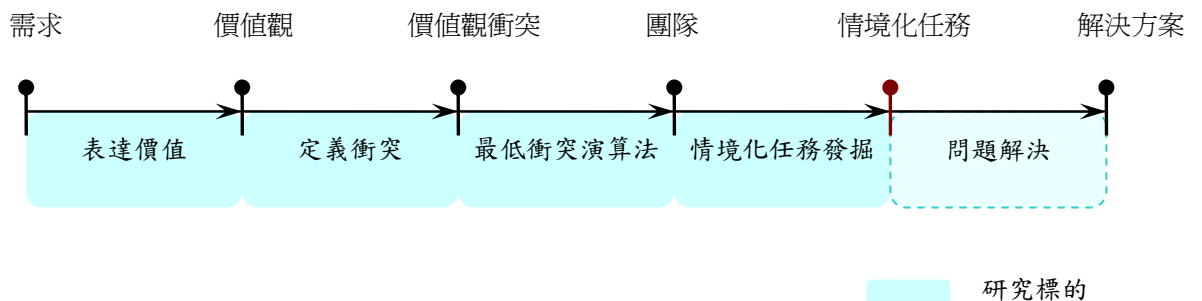 需求 價值觀 價值觀衝突 團隊 情境化任務 解決方案
表達價值 定義衝突 最低衝突演算法 情境化任務發掘 問題解決
研究標的